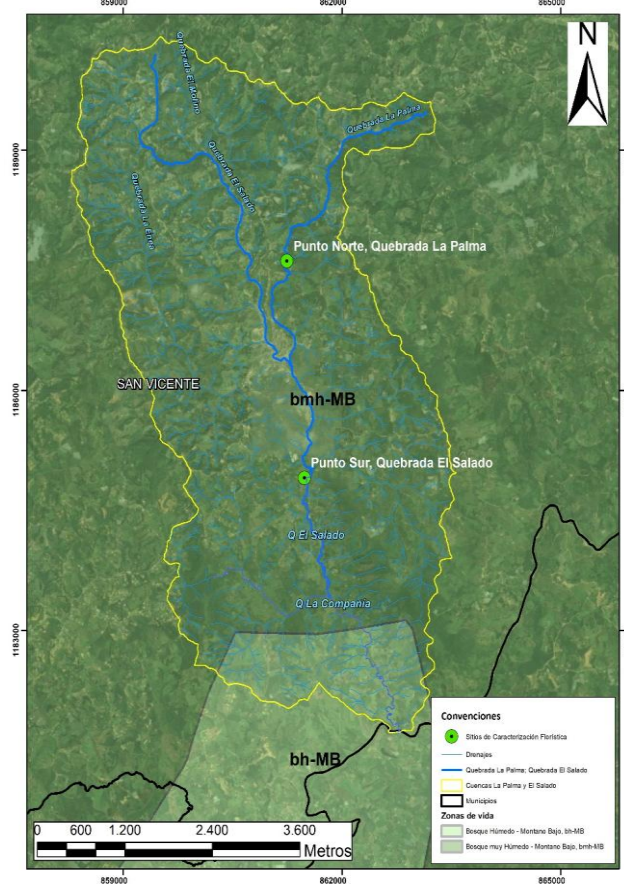 859000
862000
865000
N
Quebrada El Molino
Quebrada La Palma
Quebrada El Salado
1189000
Punto Norte, Quebrada La Palma
SAN VICENTE
1186000
bmh-MB
Punto Sur, Quebrada El Salado
Q El Salado
Q La Compañía
1183000
bh-MB
Convenciones
Sitios de Caracterización Florística
Drenajes
Quebrada La Palma; Quebrada El Salado
Cuencas La Palma y El Salado
Municipios
Zonas de vida
Bosque Húmedo - Montano Bajo, bh-MB
Bosque muy Húmedo - Montano Bajo, bmh-MB
0 600 1.200 2.400 3.600
Metros
859000
862000
865000